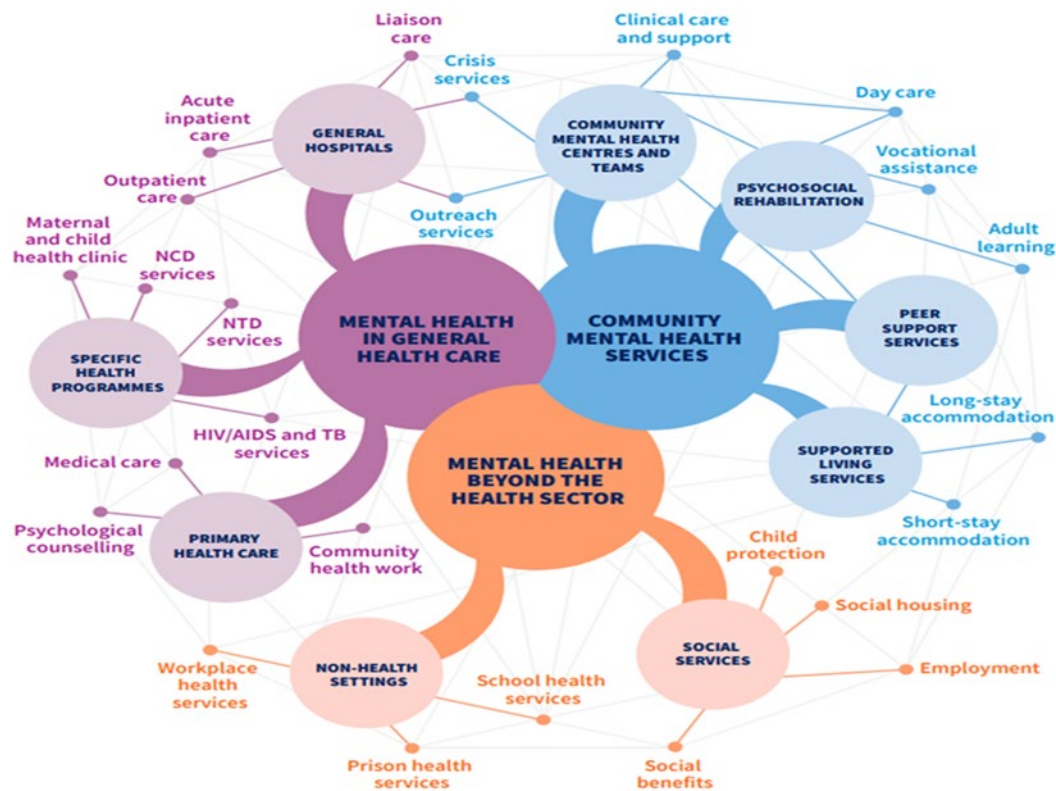 Liaison
care
Clinical care
and support
Crisis
services
Day care
Acute
inpatient
care
GENERAL
HOSPITALS
COMMUNITY
MENTAL HEALTH
CENTRES AND
TEAMS
Vocational
assistance
PSYCHOSOCIAL
REHABILITATION
Outpatient
care
Outreach
services
Adult
learning
Maternal
and child
health clinic
NCD
services
NTD
services
MENTAL HEALTH
IN GENERAL
HEALTH CARE
COMMUNITY
MENTAL HEALTH
SERVICES
PEER
SUPPORT
SERVICES
SPECIFIC
HEALTH
PROGRAMMES
HIV/AIDS and TB
services
Long-stay
accommodation
Medical care
MENTAL HEALTH
BEYOND THE
HEALTH SECTOR
SUPPORTED
LIVING
SERVICES
Psychological
counselling
PRIMARY
HEALTH CARE
Community
health work
Short-stay
accommodation
Child
protection
Social housing
Workplace
health
services
NON-HEALTH
SETTINGS
School health
services
SOCIAL
SERVICES
Employment
Prison health
services
Social
benefits